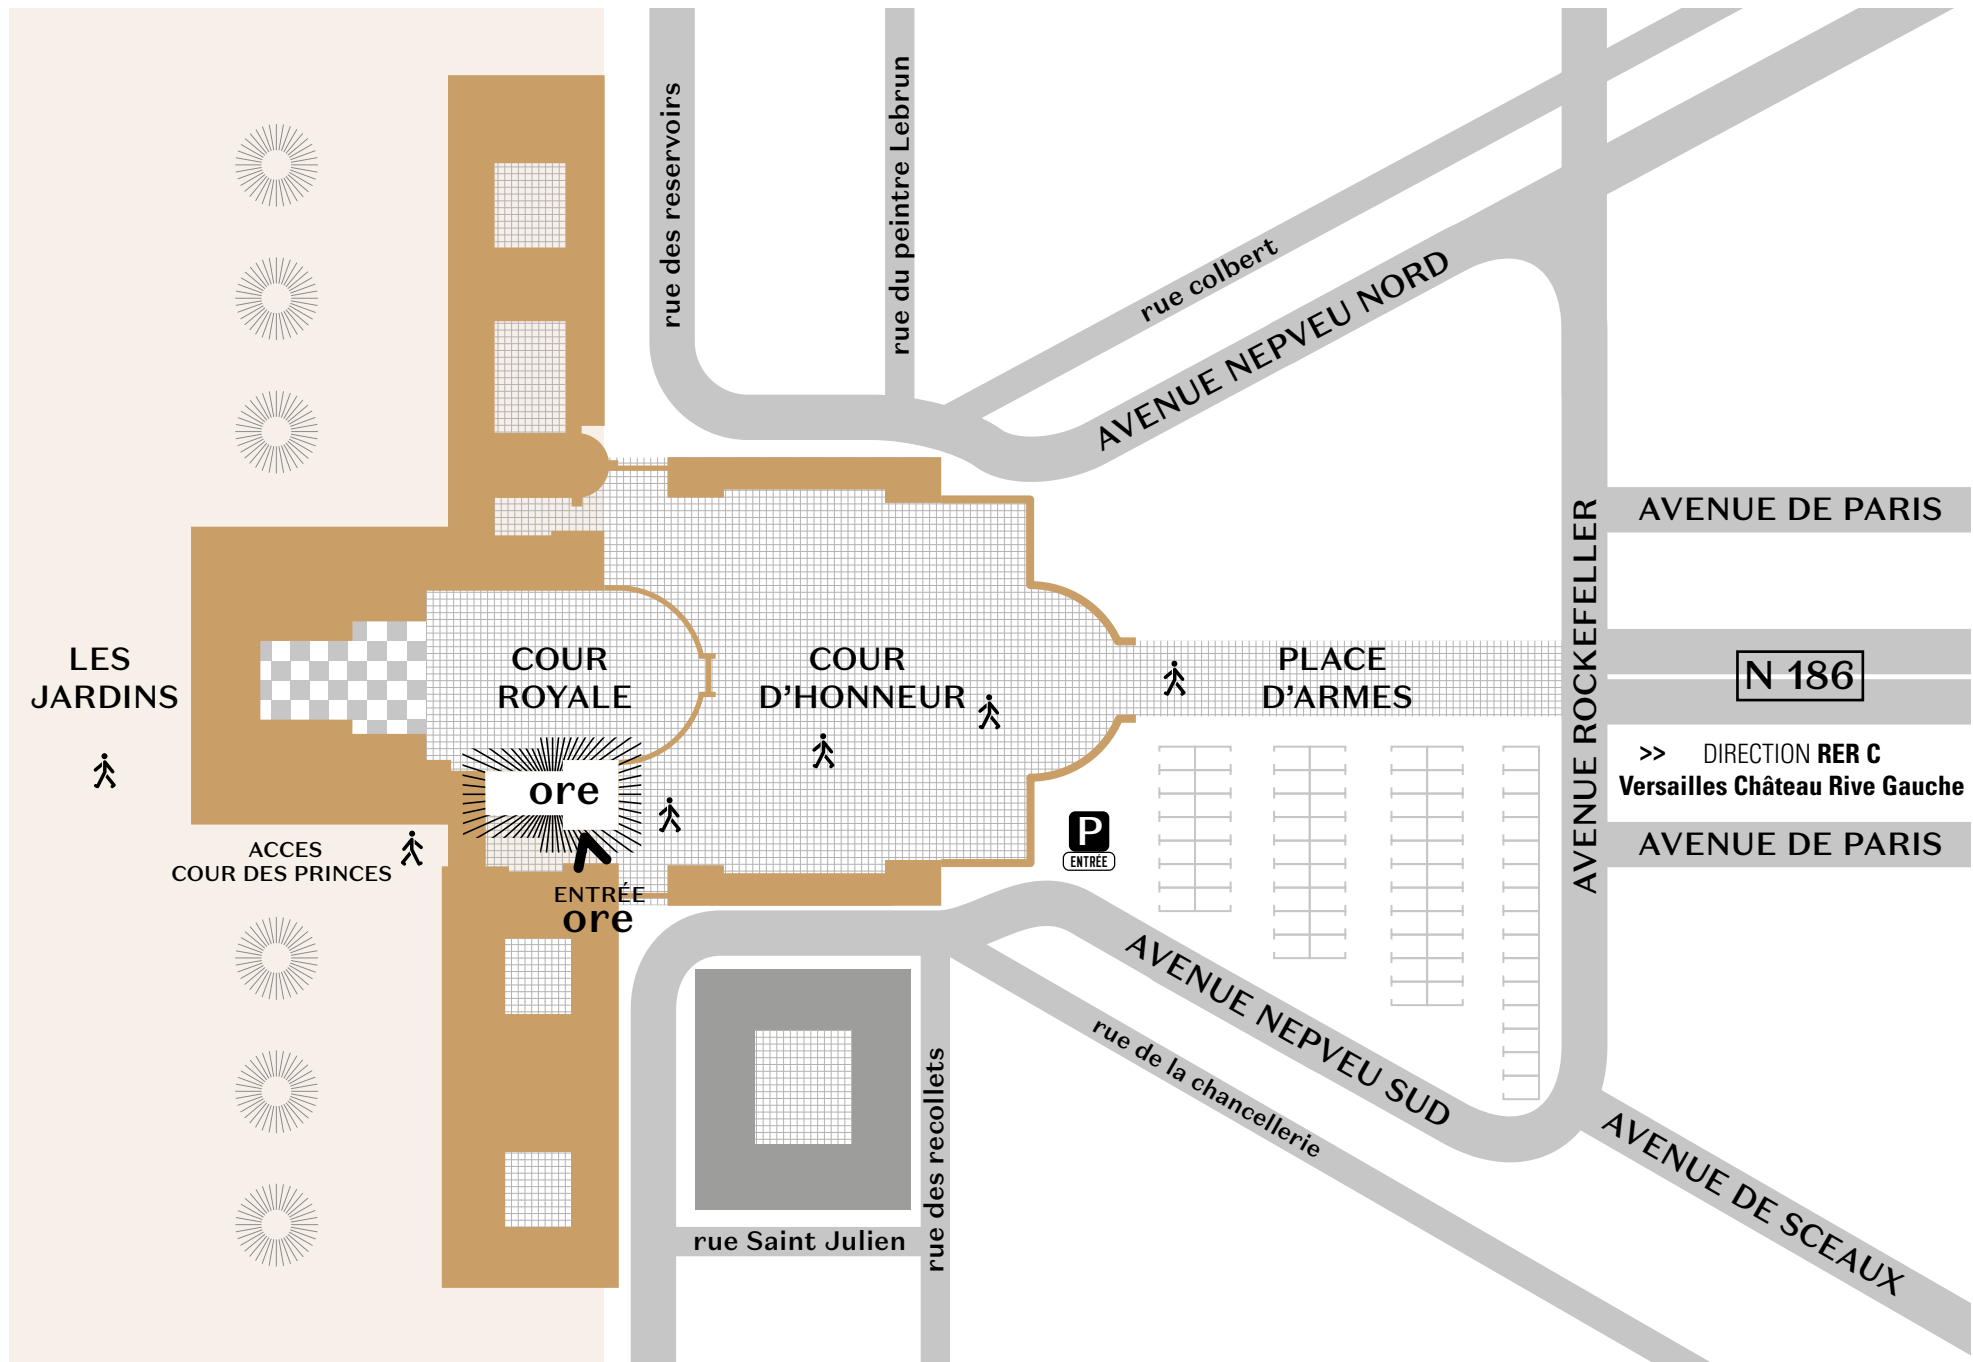 rue des reservoirs
rue du peintre Lebrun
rue colbert
AVENUE NEPVEU NORD
AVENUE ROCKEFELLER
AVENUE DE PARIS
LES
JARDINS
COUR
ROYALE
COUR
D'HONNEUR
PLACE
D'ARMES
N 186
>> DIRECTION RER C
Versailles Château Rive Gauche
AVENUE DE PARIS
ore
P
ENTRÉE
ACCES
COUR DES PRINCES
ENTRÉE
ore
AVENUE NEPVEU SUD
rue de la chancellerie
rue des recollets
rue Saint Julien
AVENUE DE SCEAUX